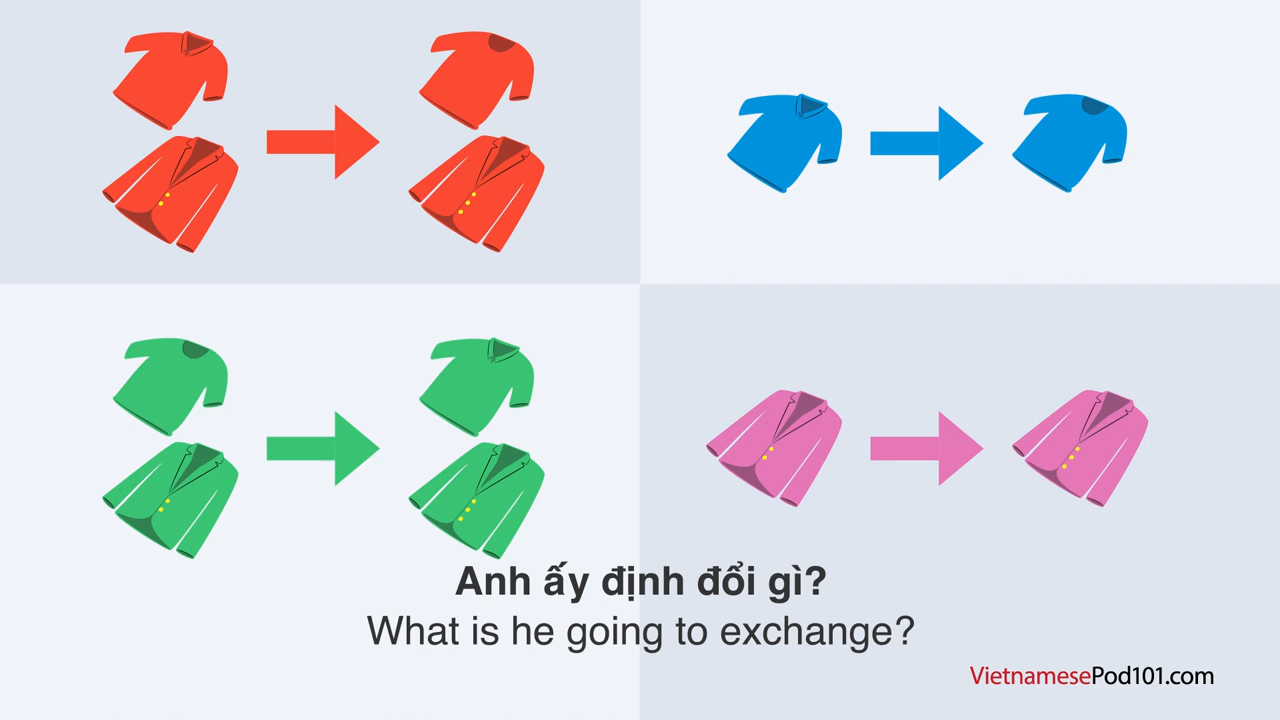 Anh ấy định đổi gì?
What is he going to exchange?
VietnamesePod101.com